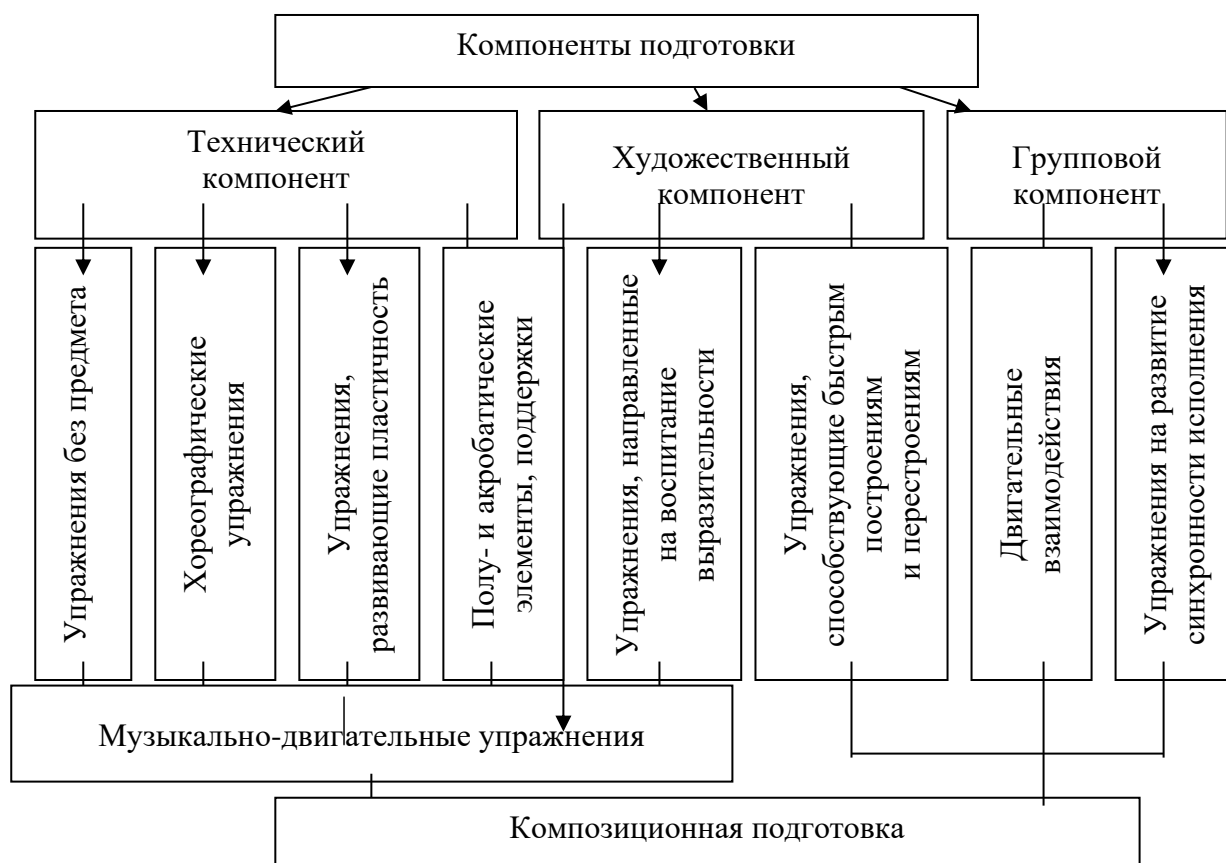 Компоненты подготовки
Технический
компонент
Художественный
компонент
Групповой
компонент
Упражнения без предмета
Хореографические
упражнения
Упражнения,
развивающие пластичность
Полу- и акробатические
элементы, поддержки
Упражнения, направленные
на воспитание
выразительности
Упражнения,
способствующие быстрым
построениям
и перестроениям
Двигательные
взаимодействия
Упражнения на развитие
синхронности исполнения
Музыкально-двигательные упражнения
Композиционная подготовка